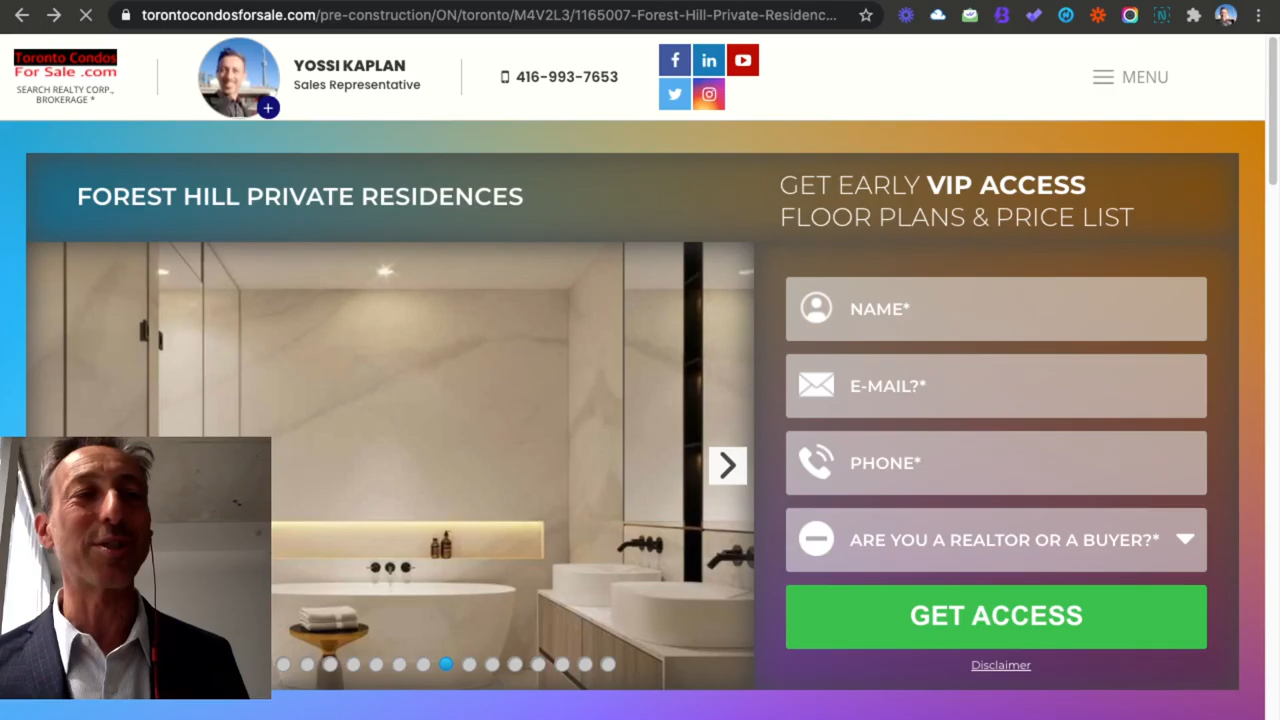 torontocondosforsale.com/pre-construction/ON/toronto/M4V2L3/1165007-Forest-Hill-Private-Residenc...
Toronto Condos
For Sale .com
SEARCH REALTY CORP.,
BROKERAGE *
YOSSI KAPLAN
Sales Representative
416-993-7653
MENU
FOREST HILL PRIVATE RESIDENCES
GET EARLY VIP ACCESS
FLOOR PLANS & PRICE LIST
NAME*
E-MAIL?*
PHONE*
ARE YOU A REALTOR OR A BUYER?*
GET ACCESS
Disclaimer